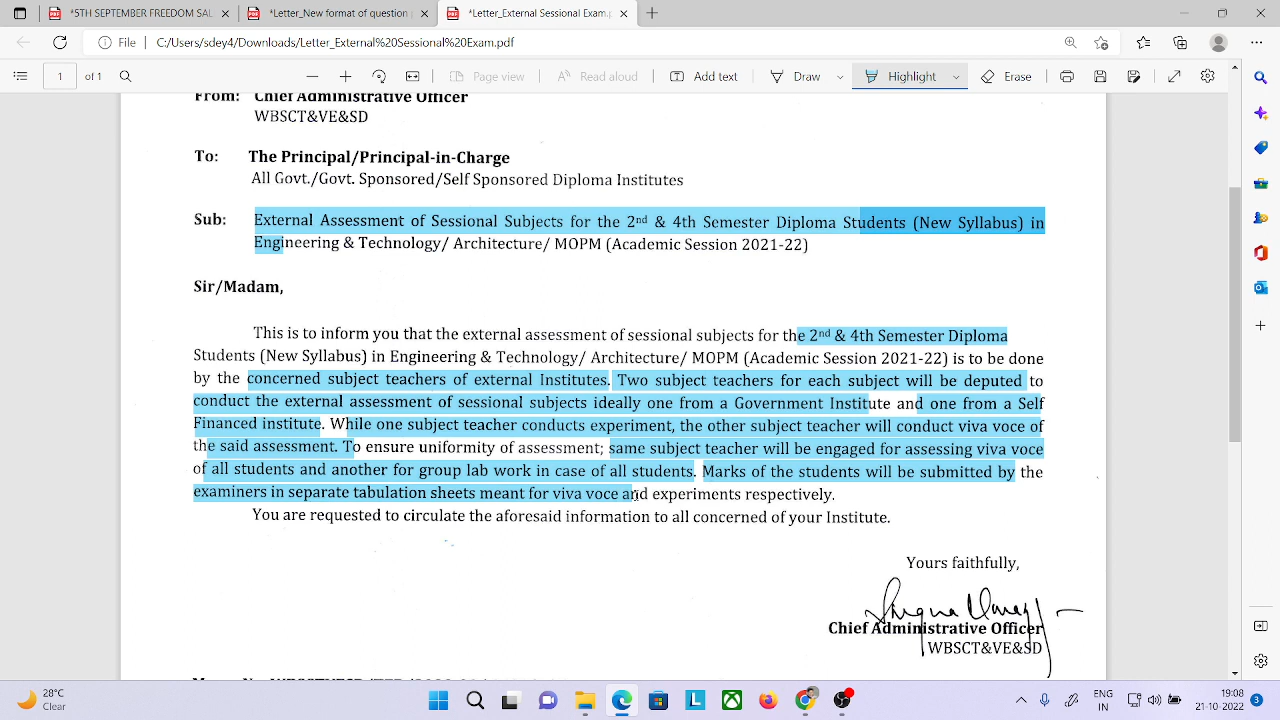 *5TH SEPTEMBER FREEDOM SAL
*Letter_New Format of Question
*Letter_External Sessional Exam.p
File C:/Users/sdey4/Downloads/Letter_External%20Sessional%20Exam.pdf
1 of 1 Page view Read aloud Add text Draw Highlight Erase
From: Chief Administrative Officer
WBSCT&VE&SD
To: The Principal/Principal-in-Charge
All Govt./Govt. Sponsored/Self Sponsored Diploma Institutes
Sub: External Assessment of Sessional Subjects for the 2nd & 4th Semester Diploma Students (New Syllabus) in
Engineering & Technology/ Architecture/ MOPM (Academic Session 2021-22)
Sir/Madam,
This is to inform you that the external assessment of sessional subjects for the 2nd & 4th Semester Diploma
Students (New Syllabus) in Engineering & Technology/ Architecture/ MOPM (Academic Session 2021-22) is to be done
by the concerned subject teachers of external Institutes. Two subject teachers for each subject will be deputed to
conduct the external assessment of sessional subjects ideally one from a Government Institute and one from a Self
Financed institute. While one subject teacher conducts experiment, the other subject teacher will conduct viva voce of
the said assessment. To ensure uniformity of assessment; same subject teacher will be engaged for assessing viva voce
of all students and another for group lab work in case of all students. Marks of the students will be submitted by the
examiners in separate tabulation sheets meant for viva voce and experiments respectively.
You are requested to circulate the aforesaid information to all concerned of your Institute.
Yours faithfully,
Chief Administrative Officer
WBSCT&VE&SD
28°C
Clear
ENG
IN
19:08
21-10-2022
3